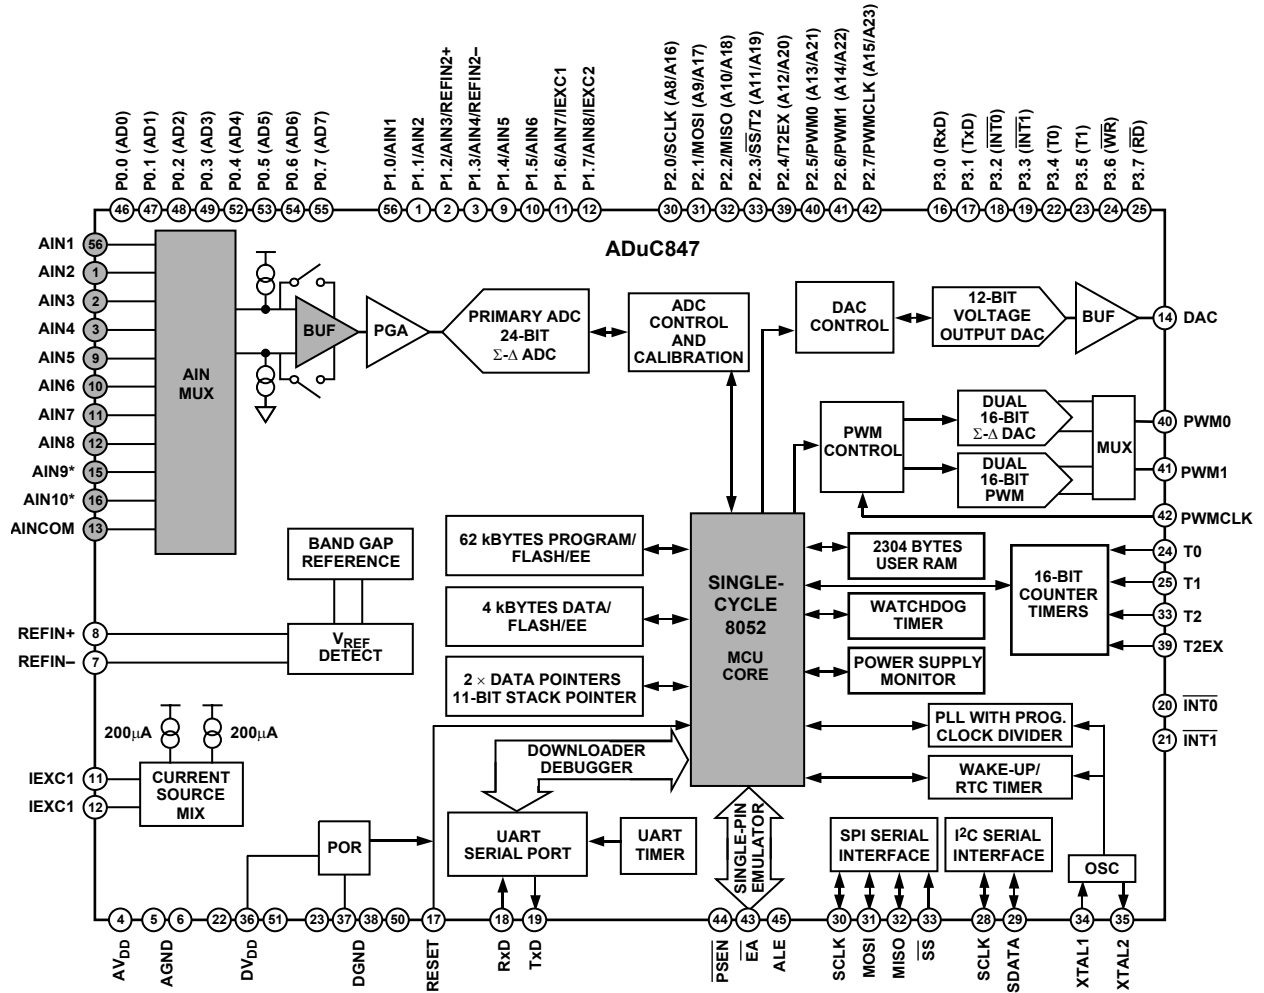 P0.0 (AD0)
P0.1 (AD1)
P0.2 (AD2)
P0.3 (AD3)
P0.4 (AD4)
P0.5 (AD5)
P0.6 (AD6)
P0.7 (AD7)
P1.0/AIN1
P1.1/AIN2
P1.2/AIN3/REFIN2+
P1.3/AIN4/REFIN2–
P1.4/AIN5
P1.5/AIN6
P1.6/AIN7/IEXC1
P1.7/AIN8/IEXC2
P2.0/SCLK (A8/A16)
P2.1/MOSI (A9/A17)
P2.2/MISO (A10/A18)
P2.3/SS/T2 (A11/A19)
P2.4/T2EX (A12/A20)
P2.5/PWM0 (A13/A21)
P2.6/PWM1 (A14/A22)
P2.7/PWMCLK (A15/A23)
P3.0 (RxD)
P3.1 (TxD)
P3.2 (INT0)
P3.3 (INT1)
P3.4 (T0)
P3.5 (T1)
P3.6 (WR)
P3.7 (RD)
46 47 48 49 52 53 54 55
56 1 2 3 9 10 11 12
30 31 32 33 39 40 41 42
16 17 18 19 22 23 24 25
ADuC847
AIN1 56
AIN2 1
AIN3 2
AIN4 3
AIN5 9
AIN6 10
AIN7 11
AIN8 12
AIN9* 15
AIN10* 16
AINCOM 13
AIN
MUX
BUF
PGA
PRIMARY ADC
24-BIT
Σ-Δ ADC
ADC
CONTROL
AND
CALIBRATION
DAC
CONTROL
12-BIT
VOLTAGE
OUTPUT DAC
BUF
14 DAC
PWM
CONTROL
DUAL
16-BIT
Σ-Δ DAC
DUAL
16-BIT
PWM
MUX
40 PWM0
41 PWM1
42 PWMCLK
BAND GAP
REFERENCE
VREF
DETECT
REFIN+ 8
REFIN– 7
62 kBYTES PROGRAM/
FLASH/EE
4 kBYTES DATA/
FLASH/EE
2 × DATA POINTERS
11-BIT STACK POINTER
SINGLE-
CYCLE
8052
MCU
CORE
2304 BYTES
USER RAM
WATCHDOG
TIMER
POWER SUPPLY
MONITOR
16-BIT
COUNTER
TIMERS
24 T0
25 T1
33 T2
39 T2EX
20 INT0
21 INT1
PLL WITH PROG.
CLOCK DIVIDER
WAKE-UP/
RTC TIMER
200μA
200μA
CURRENT
SOURCE
MIX
IEXC1 11
IEXC1 12
DOWNLOADER
DEBUGGER
POR
UART
SERIAL PORT
UART
TIMER
SINGLE-PIN
EMULATOR
SPI SERIAL
INTERFACE
I2C SERIAL
INTERFACE
OSC
4 5 6 22 36 51 23 37 38 50 17 18 19 44 43 45 30 31 32 33 28 29 34 35
AVDD
AGND
DVDD
DGND
RESET
RxD
TxD
PSEN
EA
ALE
SCLK
MOSI
MISO
SS
SCLK
SDATA
XTAL1
XTAL2